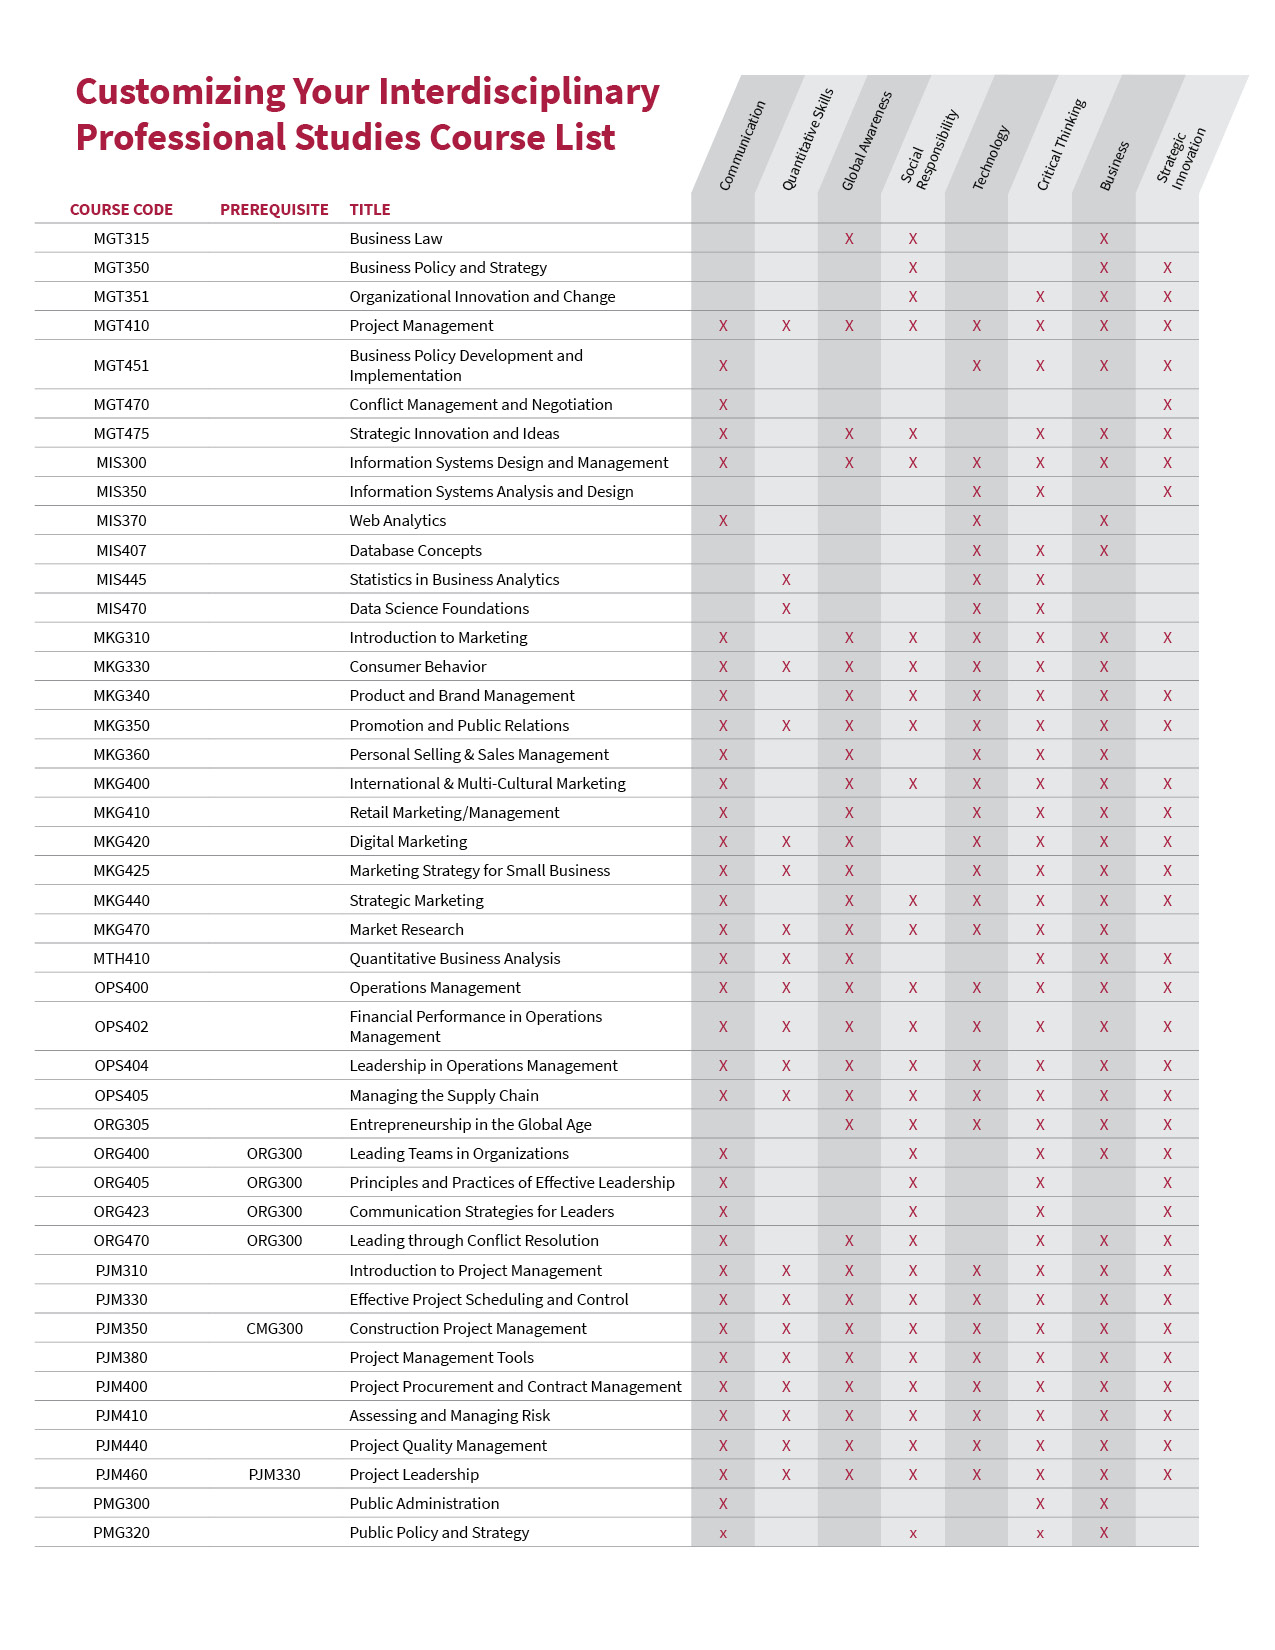 Customizing Your Interdisciplinary
Professional Studies Course List
Communication
Quantitative Skills
Global Awareness
Social
Responsibility
Technology
Critical Thinking
Business
Strategic
Innovation
COURSE CODE PREREQUISITE TITLE
MGT315 Business Law X X X
MGT350 Business Policy and Strategy X X X
MGT351 Organizational Innovation and Change X X X X
MGT410 Project Management X X X X X X X X
MGT451 Business Policy Development and
Implementation X X X X X
MGT470 Conflict Management and Negotiation X X
MGT475 Strategic Innovation and Ideas X X X X X X
MIS300 Information Systems Design and Management X X X X X X X
MIS350 Information Systems Analysis and Design X X X
MIS370 Web Analytics X X X
MIS407 Database Concepts X X X
MIS445 Statistics in Business Analytics X X X
MIS470 Data Science Foundations X X X
MKG310 Introduction to Marketing X X X X X X X
MKG330 Consumer Behavior X X X X X X X
MKG340 Product and Brand Management X X X X X X X
MKG350 Promotion and Public Relations X X X X X X X X
MKG360 Personal Selling & Sales Management X X X X X
MKG400 International & Multi-Cultural Marketing X X X X X X X
MKG410 Retail Marketing/Management X X X X X X
MKG420 Digital Marketing X X X X X X X
MKG425 Marketing Strategy for Small Business X X X X X X X
MKG440 Strategic Marketing X X X X X X X
MKG470 Market Research X X X X X X X
MTH410 Quantitative Business Analysis X X X X X X
OPS400 Operations Management X X X X X X X X
OPS402 Financial Performance in Operations
Management X X X X X X X X
OPS404 Leadership in Operations Management X X X X X X X X
OPS405 Managing the Supply Chain X X X X X X X X
ORG305 Entrepreneurship in the Global Age X X X X X X
ORG400 ORG300 Leading Teams in Organizations X X X X X
ORG405 ORG300 Principles and Practices of Effective Leadership X X X X
ORG423 ORG300 Communication Strategies for Leaders X X X X
ORG470 ORG300 Leading through Conflict Resolution X X X X X X
PJM310 Introduction to Project Management X X X X X X X X
PJM330 Effective Project Scheduling and Control X X X X X X X X
PJM350 CMG300 Construction Project Management X X X X X X X X
PJM380 Project Management Tools X X X X X X X X
PJM400 Project Procurement and Contract Management X X X X X X X X
PJM410 Assessing and Managing Risk X X X X X X X X
PJM440 Project Quality Management X X X X X X X X
PJM460 PJM330 Project Leadership X X X X X X X X
PMG300 Public Administration X X X
PMG320 Public Policy and Strategy x x x X